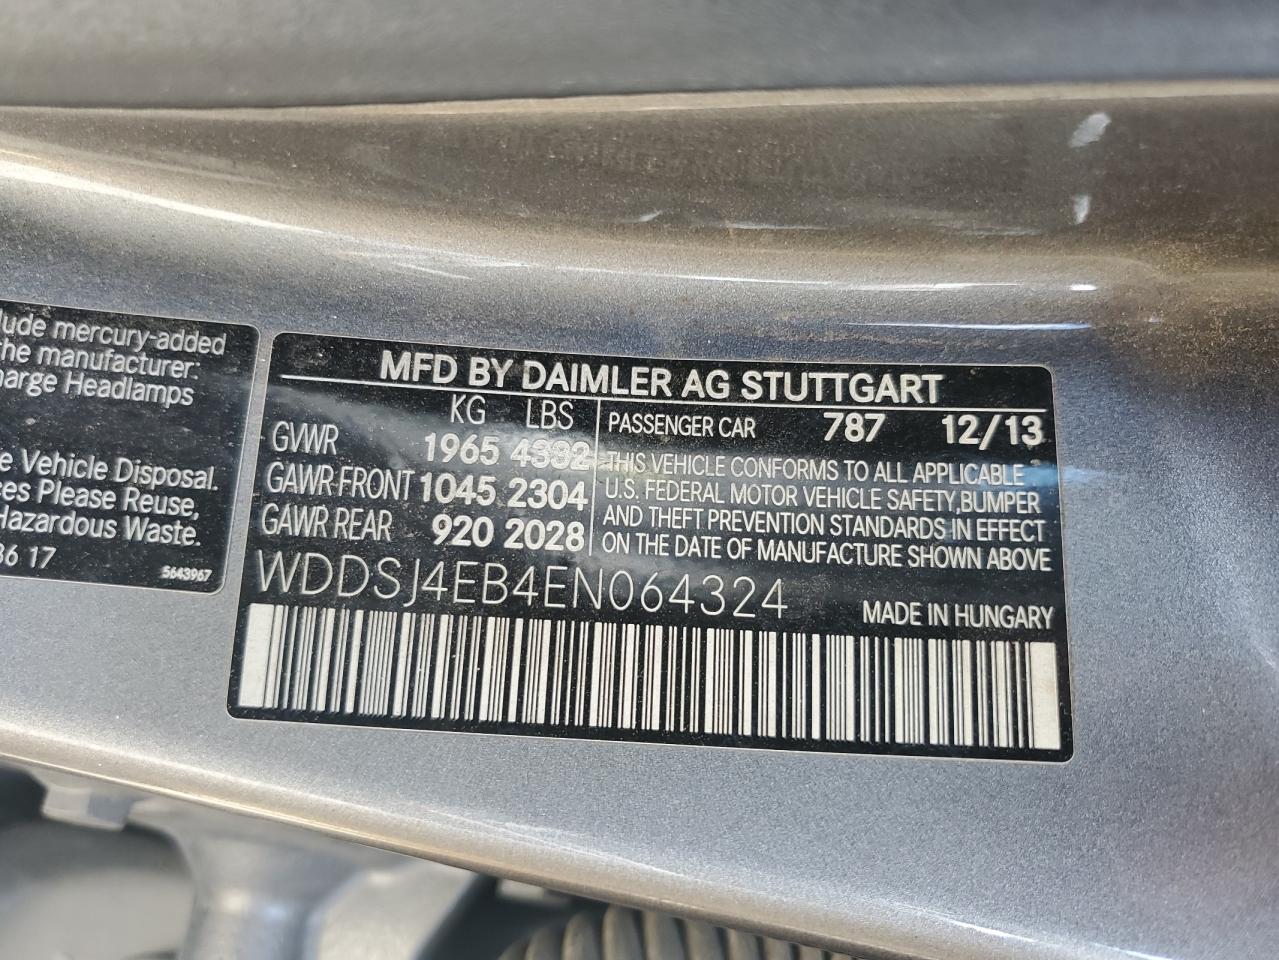 lude mercury-added
the manufacturer:
harge Headlamps
e Vehicle Disposal.
ces Please Reuse,
Hazardous Waste.
36 17
5643967
MFD BY DAIMLER AG STUTTGART
KG LBS
GVWR 1965 4332
GAWR FRONT 1045 2304
GAWR REAR 920 2028
PASSENGER CAR 787 12/13
THIS VEHICLE CONFORMS TO ALL APPLICABLE
U.S. FEDERAL MOTOR VEHICLE SAFETY, BUMPER
AND THEFT PREVENTION STANDARDS IN EFFECT
ON THE DATE OF MANUFACTURE SHOWN ABOVE
WDDSJ4EB4EN064324
MADE IN HUNGARY